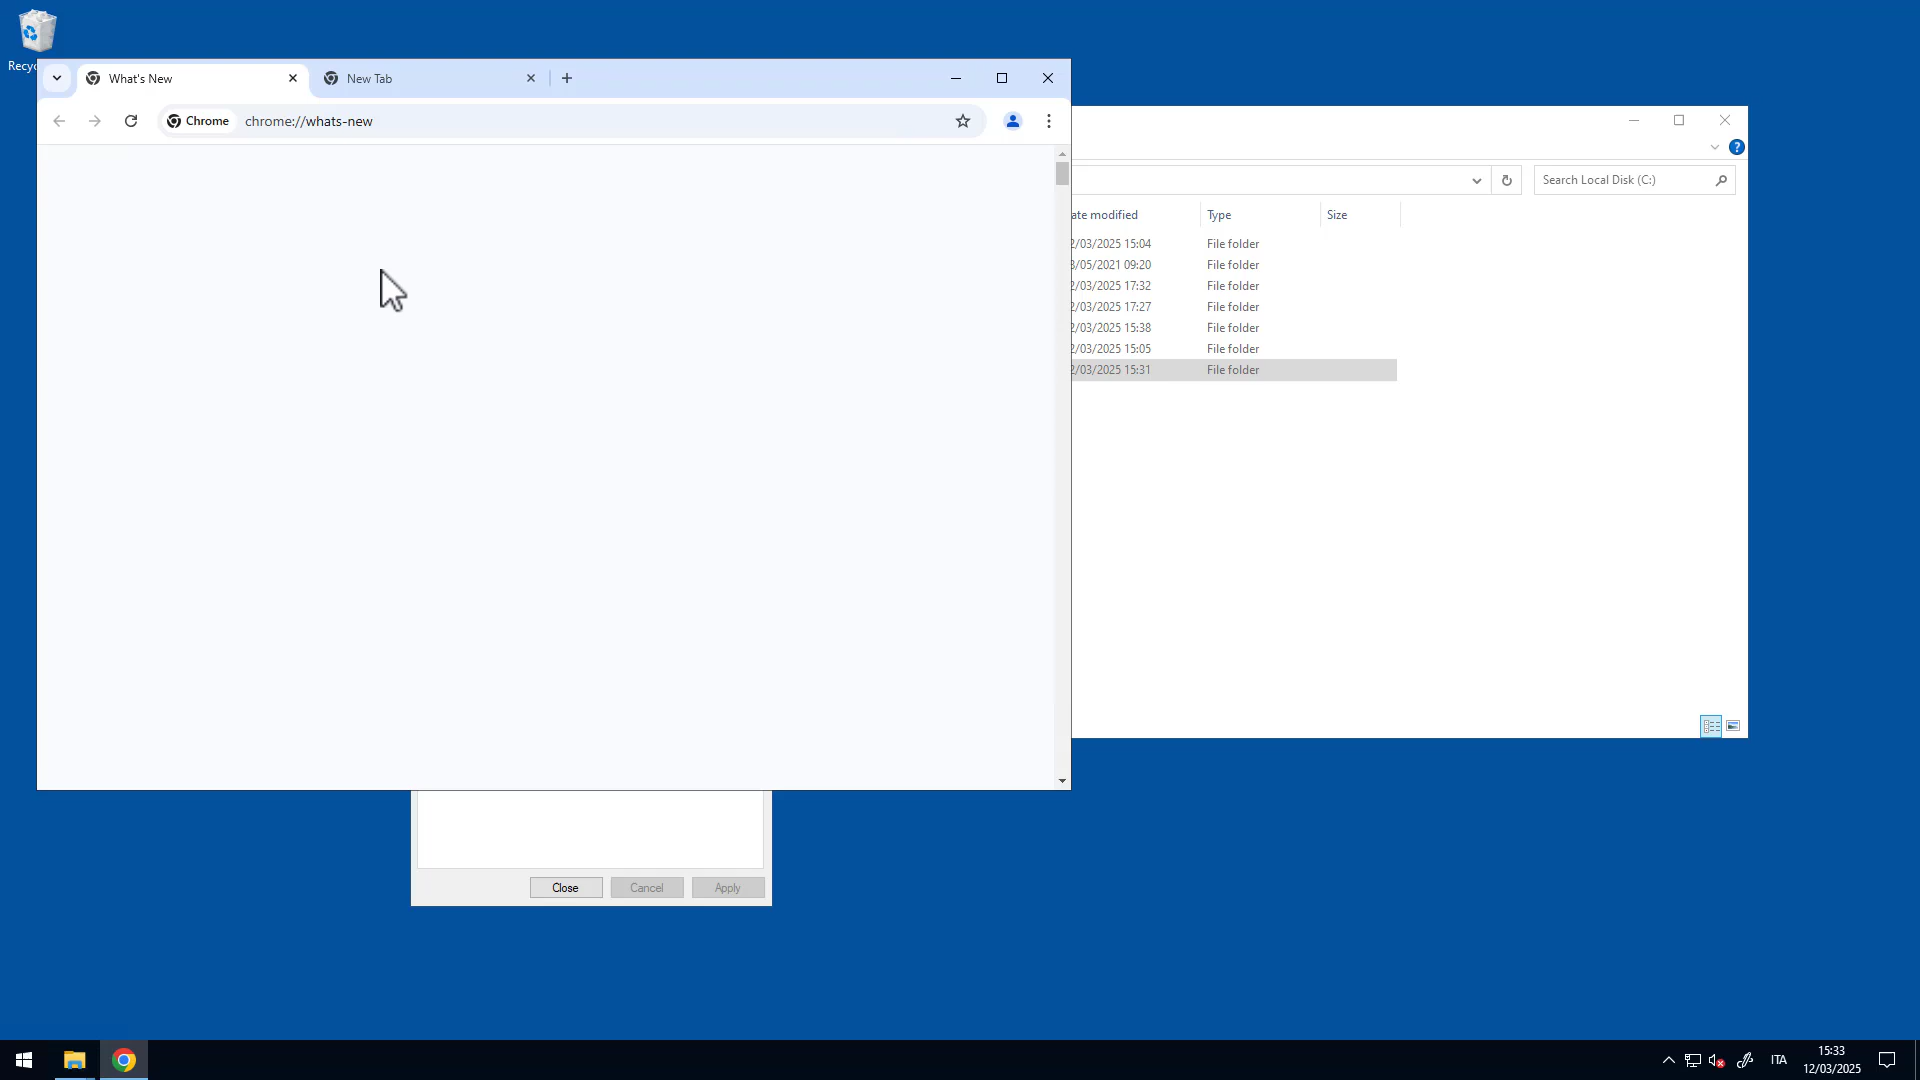 What's New
New Tab
Chrome
chrome://whats-new
Search Local Disk (C:)
ate modified
Type
Size
2/03/2025 15:04
File folder
3/05/2021 09:20
File folder
2/03/2025 17:32
File folder
2/03/2025 17:27
File folder
2/03/2025 15:38
File folder
2/03/2025 15:05
File folder
2/03/2025 15:31
File folder
Close
Cancel
Apply
ITA
15:33
12/03/2025